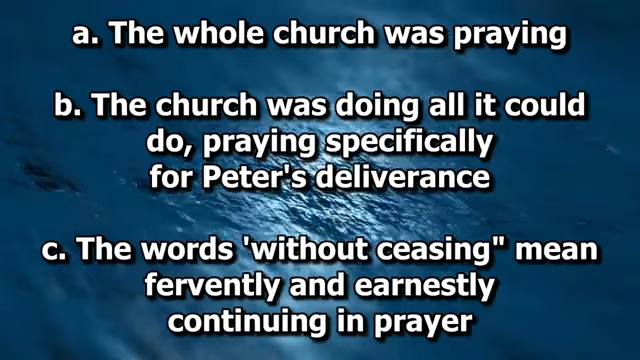 a. The whole church was praying
b. The church was doing all it could
do, praying specifically
for Peter's deliverance
c. The words 'without ceasing" mean
fervently and earnestly
continuing in prayer